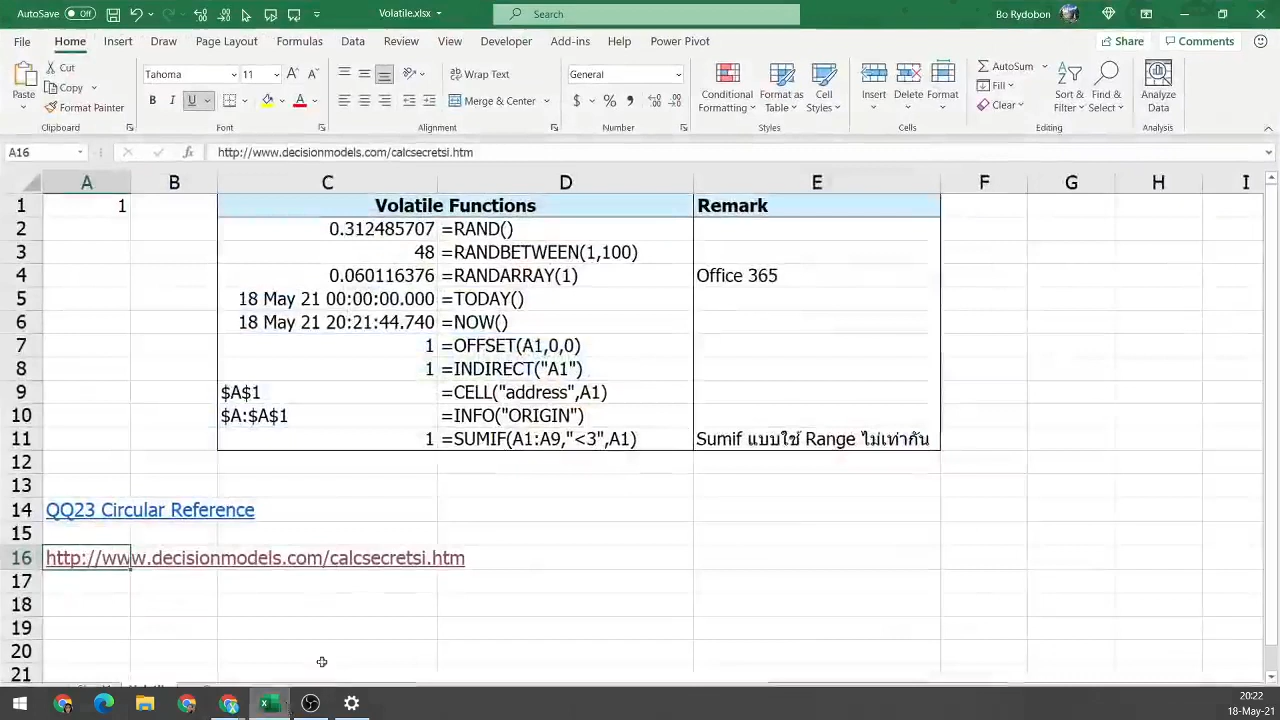 AutoSave Off Volatile.xlsx Search Bo Rydobon
File Home Insert Draw Page Layout Formulas Data Review View Developer Add-ins Help Power Pivot Share Comments
Paste Cut Copy Format Painter Tahoma 11 Wrap Text Merge & Center General Conditional Formatting Format as Table Cell Styles Insert Delete Format AutoSum Fill Clear Sort & Filter Find & Select Analyze Data
Clipboard Font Alignment Number Styles Cells Editing Analysis
A16 fx http://www.decisionmodels.com/calcsecretsi.htm
A B C D E F G H I
1 1 Volatile Functions Remark
2 0.312485707 =RAND()
3 48 =RANDBETWEEN(1,100)
4 0.060116376 =RANDARRAY(1) Office 365
5 18 May 21 00:00:00.000 =TODAY()
6 18 May 21 20:21:44.740 =NOW()
7 1 =OFFSET(A1,0,0)
8 1 =INDIRECT("A1")
9 $A$1 =CELL("address",A1)
10 $A:$A$1 =INFO("ORIGIN")
11 1 =SUMIF(A1:A9,"<3",A1) Sumif แบบใช้ Range ไม่เท่ากัน
12
13
14 QQ23 Circular Reference
15
16 http://www.decisionmodels.com/calcsecretsi.htm
17
18
19
20
21
20:22
18-May-21